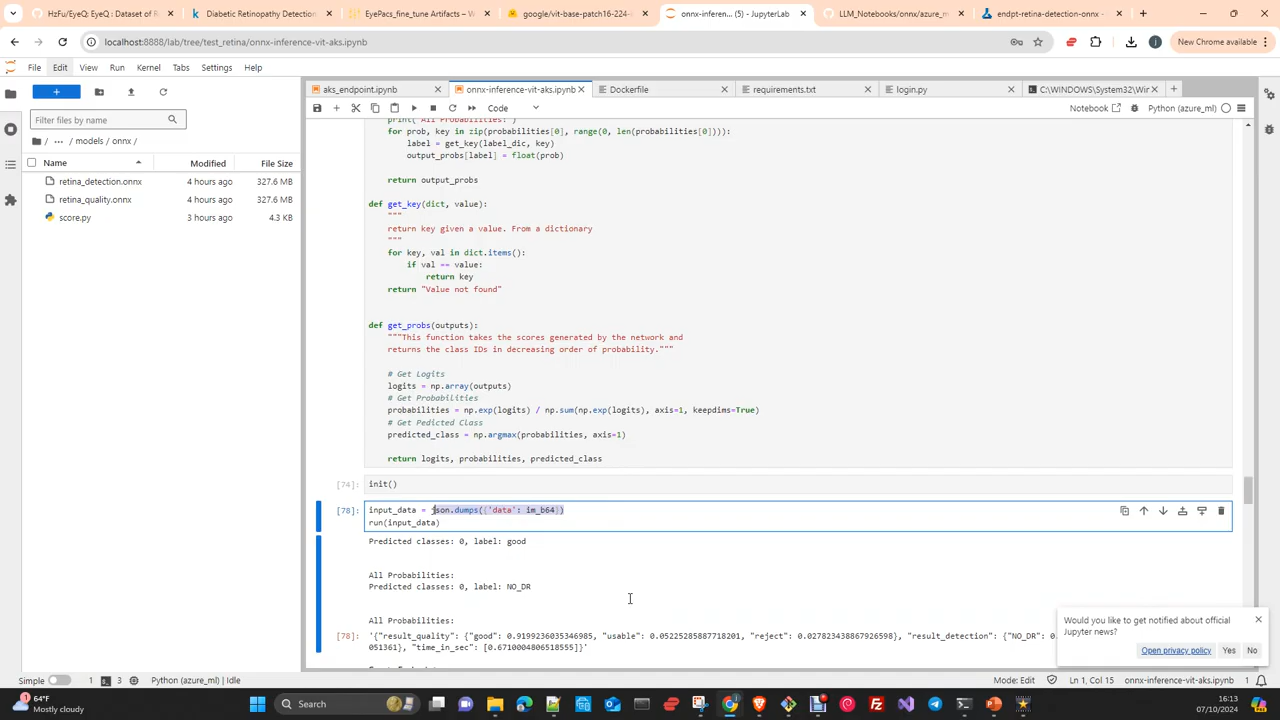 HzFu/EyeQ: EyeQ : Dataset of R
Diabetic Retinopathy Detection
EyePacs_fine_tune Artifacts – W
google/vit-base-patch16-224-
onnx-inferen... (5) - JupyterLab
LLM_Notebooks/onnx/azure_m
endpt-retina-detection-onnx -
localhost:8888/lab/tree/test_retina/onnx-inference-vit-aks.ipynb
New Chrome available
File Edit View Run Kernel Tabs Settings Help
Filter files by name
/ ... / models / onnx /
Name Modified File Size
retina_detection.onnx 4 hours ago 327.6 MB
retina_quality.onnx 4 hours ago 327.6 MB
score.py 3 hours ago 4.3 KB
aks_endpoint.ipynb
onnx-inference-vit-aks.ipynb
Dockerfile
requirements.txt
login.py
C:\WINDOWS\System32\Wir
Code
Notebook
Python (azure_ml)
print("All Probabilities:")
for prob, key in zip(probabilities[0], range(0, len(probabilities[0]))):
label = get_key(label_dic, key)
output_probs[label] = float(prob)
return output_probs
def get_key(dict, value):
"""
return key given a value. From a dictionary
"""
for key, val in dict.items():
if val == value:
return key
return "Value not found"
def get_probs(outputs):
"""This function takes the scores generated by the network and
returns the class IDs in decreasing order of probability."""
# Get Logits
logits = np.array(outputs)
# Get Probabilities
probabilities = np.exp(logits) / np.sum(np.exp(logits), axis=1, keepdims=True)
# Get Pedicted Class
predicted_class = np.argmax(probabilities, axis=1)
return logits, probabilities, predicted_class
[74]: init()
[78]: input_data = json.dumps({'data': im_b64})
run(input_data)
Predicted classes: 0, label: good
All Probabilities:
Predicted classes: 0, label: NO_DR
All Probabilities:
[78]: '{"result_quality": {"good": 0.9199236035346985, "usable": 0.05225285887718201, "reject": 0.027823438867926598}, "result_detection": {"NO_DR": 0.
051361}, "time_in_sec": [0.6710004806518555]}'
Would you like to get notified about official
Jupyter news?
Open privacy policy Yes No
Simple 1 3 Python (azure_ml) | Idle
Mode: Edit Ln 1, Col 15 onnx-inference-vit-aks.ipynb 1
64°F
Mostly cloudy
Search
16:13
07/10/2024